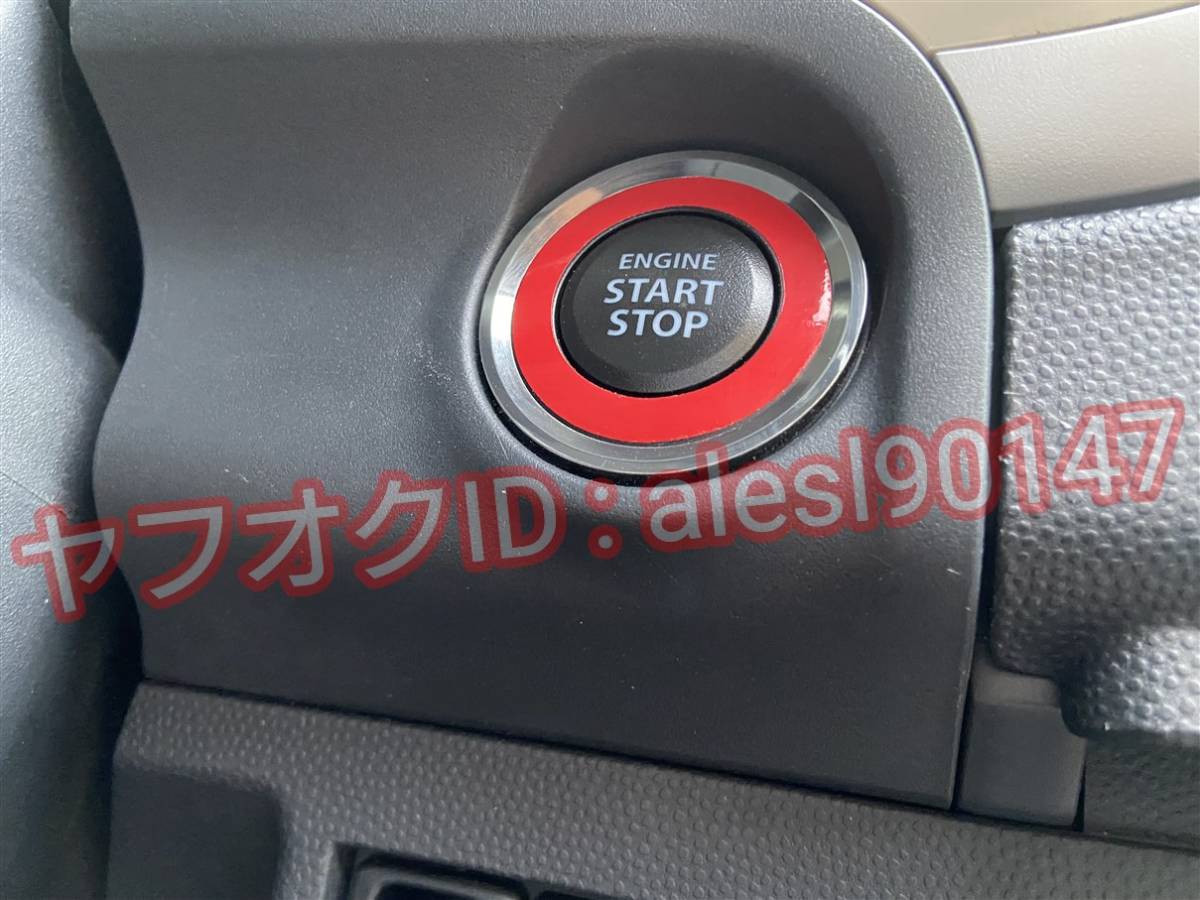 ENGINE
START
STOP
ヤフオクID : alesl90147